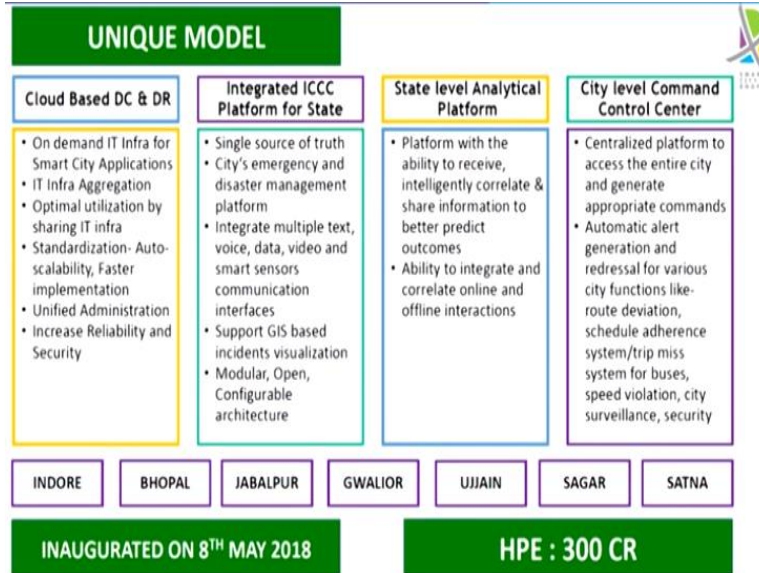 UNIQUE MODEL
Cloud Based DC & DR
• On demand IT Infra for
Smart City Applications
• IT Infra Aggregation
• Optimal utilization by
sharing IT infra
• Standardization- Auto-
scalability, Faster
implementation
• Unified Administration
• Increase Reliability and
Security
Integrated ICCC
Platform for State
• Single source of truth
• City's emergency and
disaster management
platform
• Integrate multiple text,
voice, data, video and
smart sensors
communication
interfaces
• Support GIS based
incidents visualization
• Modular, Open,
Configurable
architecture
State level Analytical
Platform
• Platform with the
ability to receive,
intelligently correlate &
share information to
better predict
outcomes
• Ability to integrate and
correlate online and
offline interactions
City level Command
Control Center
• Centralized platform to
access the entire city
and generate
appropriate commands
• Automatic alert
generation and
redressal for various
city functions like-
route deviation,
schedule adherence
system/trip miss
system for buses,
speed violation, city
surveillance, security
INDORE
BHOPAL
JABALPUR
GWALIOR
UJJAIN
SAGAR
SATNA
INAUGURATED ON 8TH MAY 2018
HPE : 300 CR